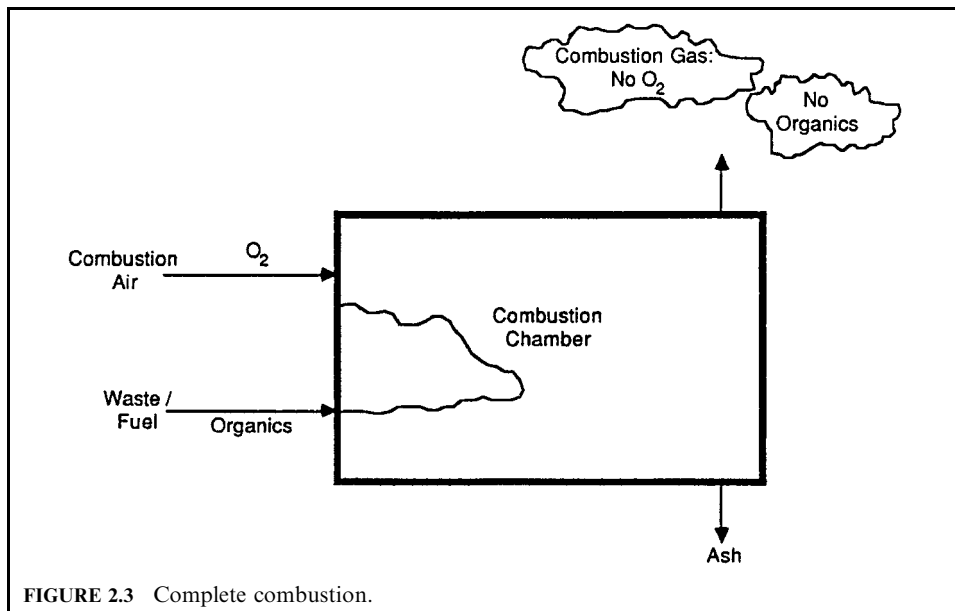 Combustion Gas:
No O₂
No
Organics
Combustion
Air
O₂
Combustion
Chamber
Waste /
Fuel
Organics
Ash
FIGURE 2.3 Complete combustion.